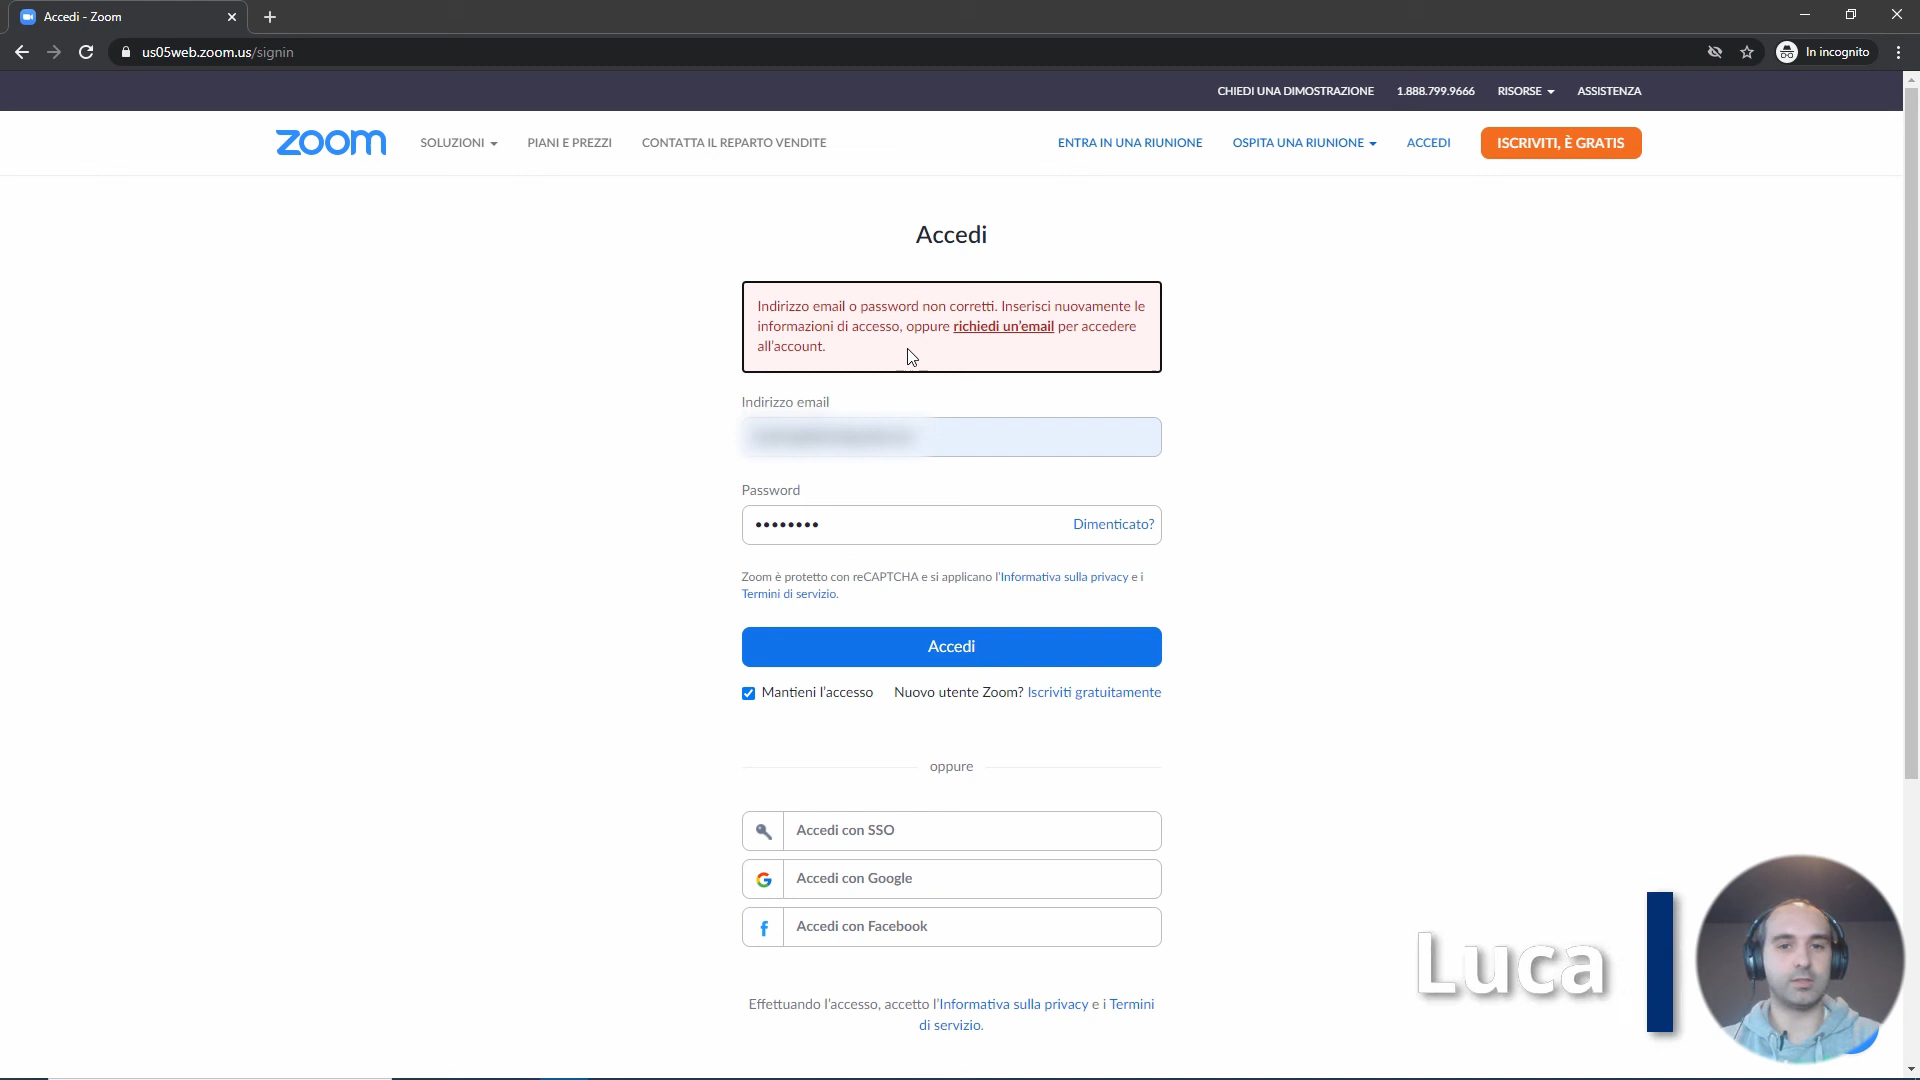 Accedi - Zoom
us05web.zoom.us/signin
In incognito
CHIEDI UNA DIMOSTRAZIONE 1.888.799.9666 RISORSE ASSISTENZA
zoom SOLUZIONI PIANI E PREZZI CONTATTA IL REPARTO VENDITE ENTRA IN UNA RIUNIONE OSPITA UNA RIUNIONE ACCEDI ISCRIVITI, È GRATIS
Accedi
Indirizzo email o password non corretti. Inserisci nuovamente le
informazioni di accesso, oppure richiedi un'email per accedere
all'account.
Indirizzo email
Password
•••••••• Dimenticato?
Zoom è protetto con reCAPTCHA e si applicano l'Informativa sulla privacy e i
Termini di servizio.
Accedi
Mantieni l'accesso Nuovo utente Zoom? Iscriviti gratuitamente
oppure
Accedi con SSO
Accedi con Google
Accedi con Facebook
Luca
Effettuando l'accesso, accetto l'Informativa sulla privacy e i Termini
di servizio.